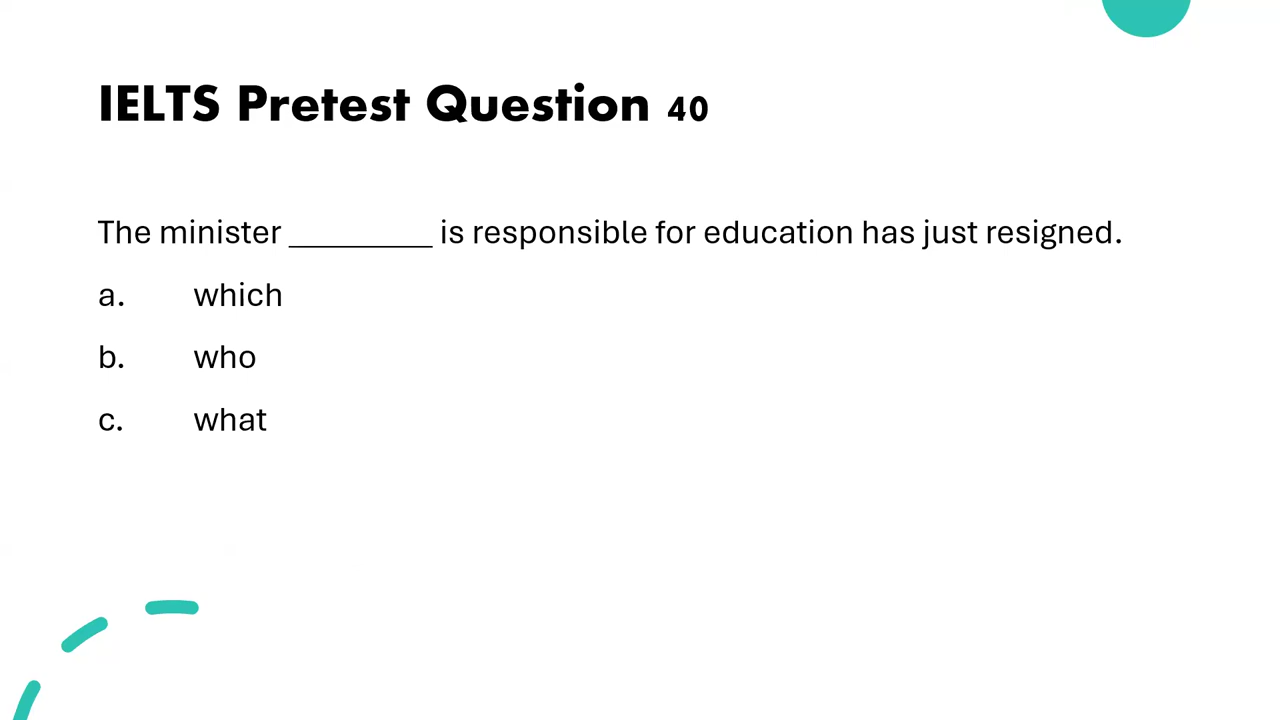 IELTS Pretest Question 40
The minister _________ is responsible for education has just resigned.
a. which
b. who
c. what